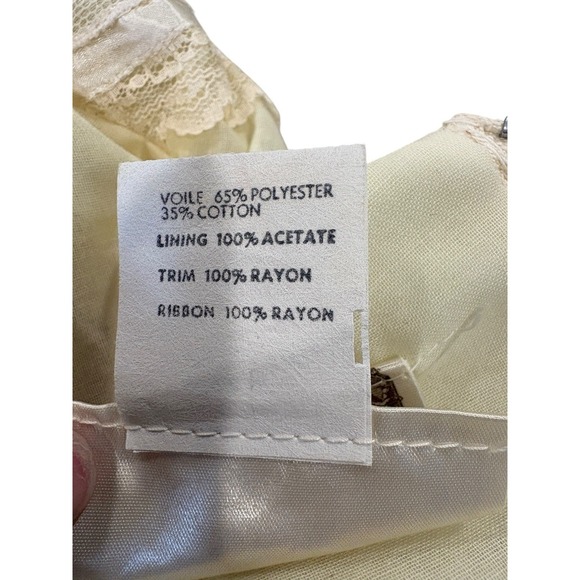 VOILE 65% POLYESTER
35% COTTON
LINING 100% ACETATE
TRIM 100% RAYON
RIBBON 100% RAYON